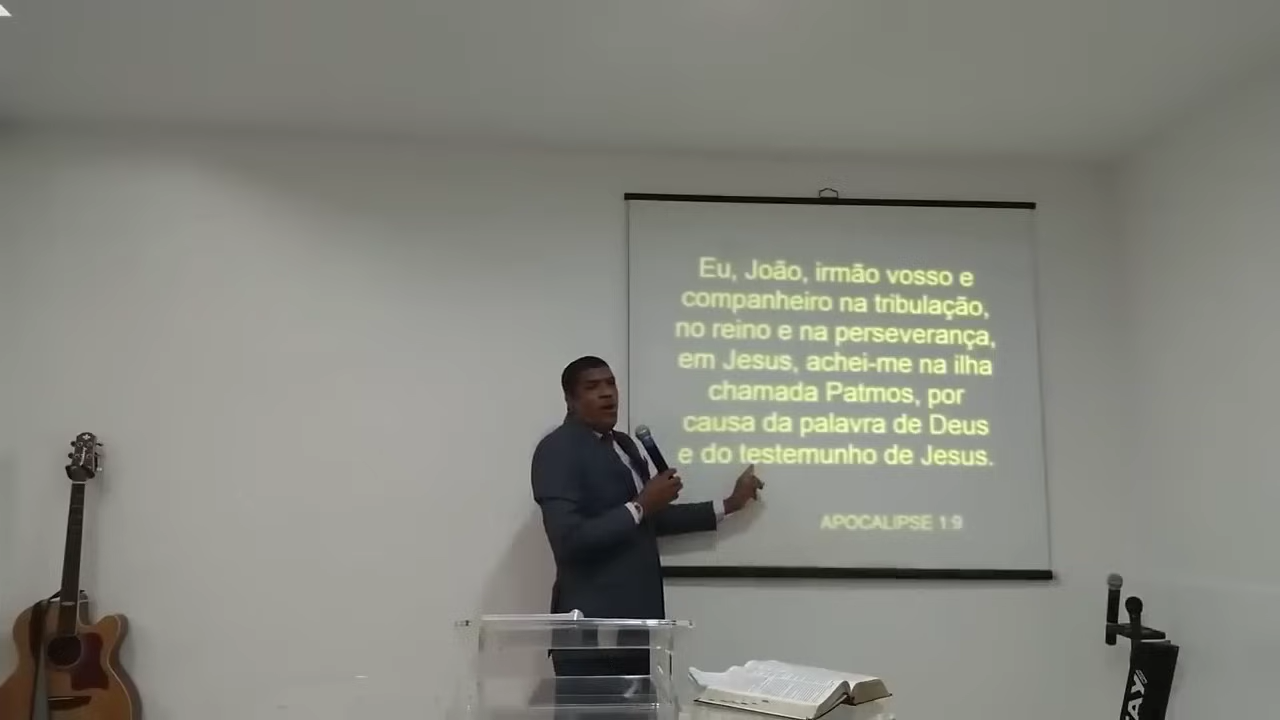 Eu, João, irmão vosso e
companheiro na tribulação,
no reino e na perseverança,
em Jesus, achei-me na ilha
chamada Patmos, por
causa da palavra de Deus
e do testemunho de Jesus.
APOCALIPSE 1:9